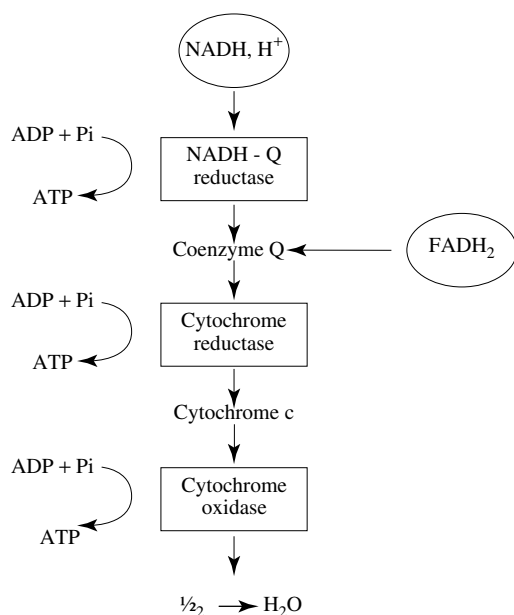 NADH, H⁺
ADP + Pi
NADH - Q
reductase
ATP
Coenzyme Q
FADH₂
ADP + Pi
Cytochrome
reductase
ATP
Cytochrome c
ADP + Pi
Cytochrome
oxidase
ATP
½₂ → H₂O